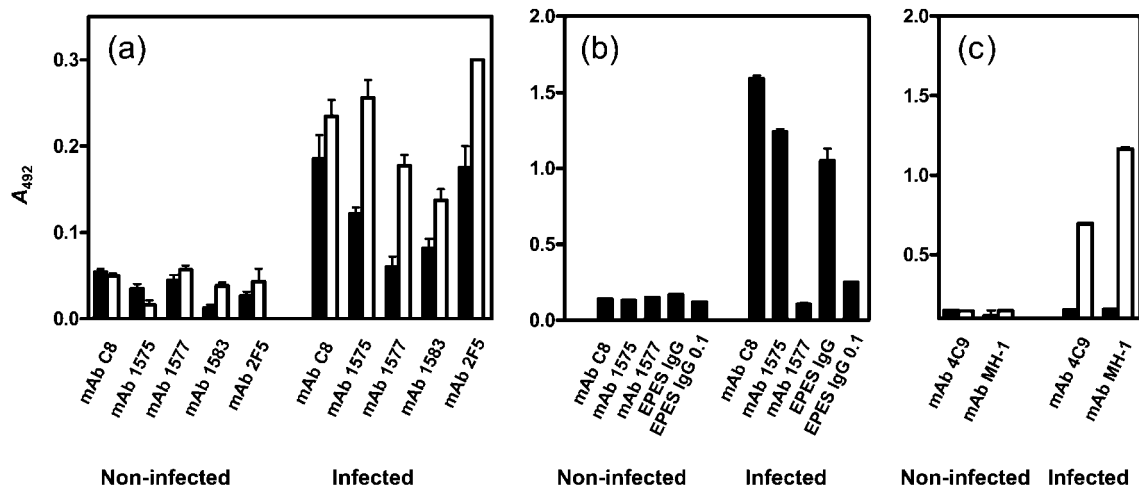 (a)
A492
0.3
0.2
0.1
0.0
mAb C8
mAb 1575
mAb 1577
mAb 1583
mAb 2F5
mAb C8
mAb 1575
mAb 1577
mAb 1583
mAb 2F5
Non-infected
Infected
(b)
2.0
1.5
1.0
0.5
0.0
mAb C8
mAb 1575
mAb 1577
EPES IgG
EPES IgG 0.1
mAb C8
mAb 1575
mAb 1577
EPES IgG
EPES IgG 0.1
Non-infected
Infected
(c)
2.0
1.5
1.0
0.5
mAb 4C9
mAb MH-1
mAb 4C9
mAb MH-1
Non-infected
Infected